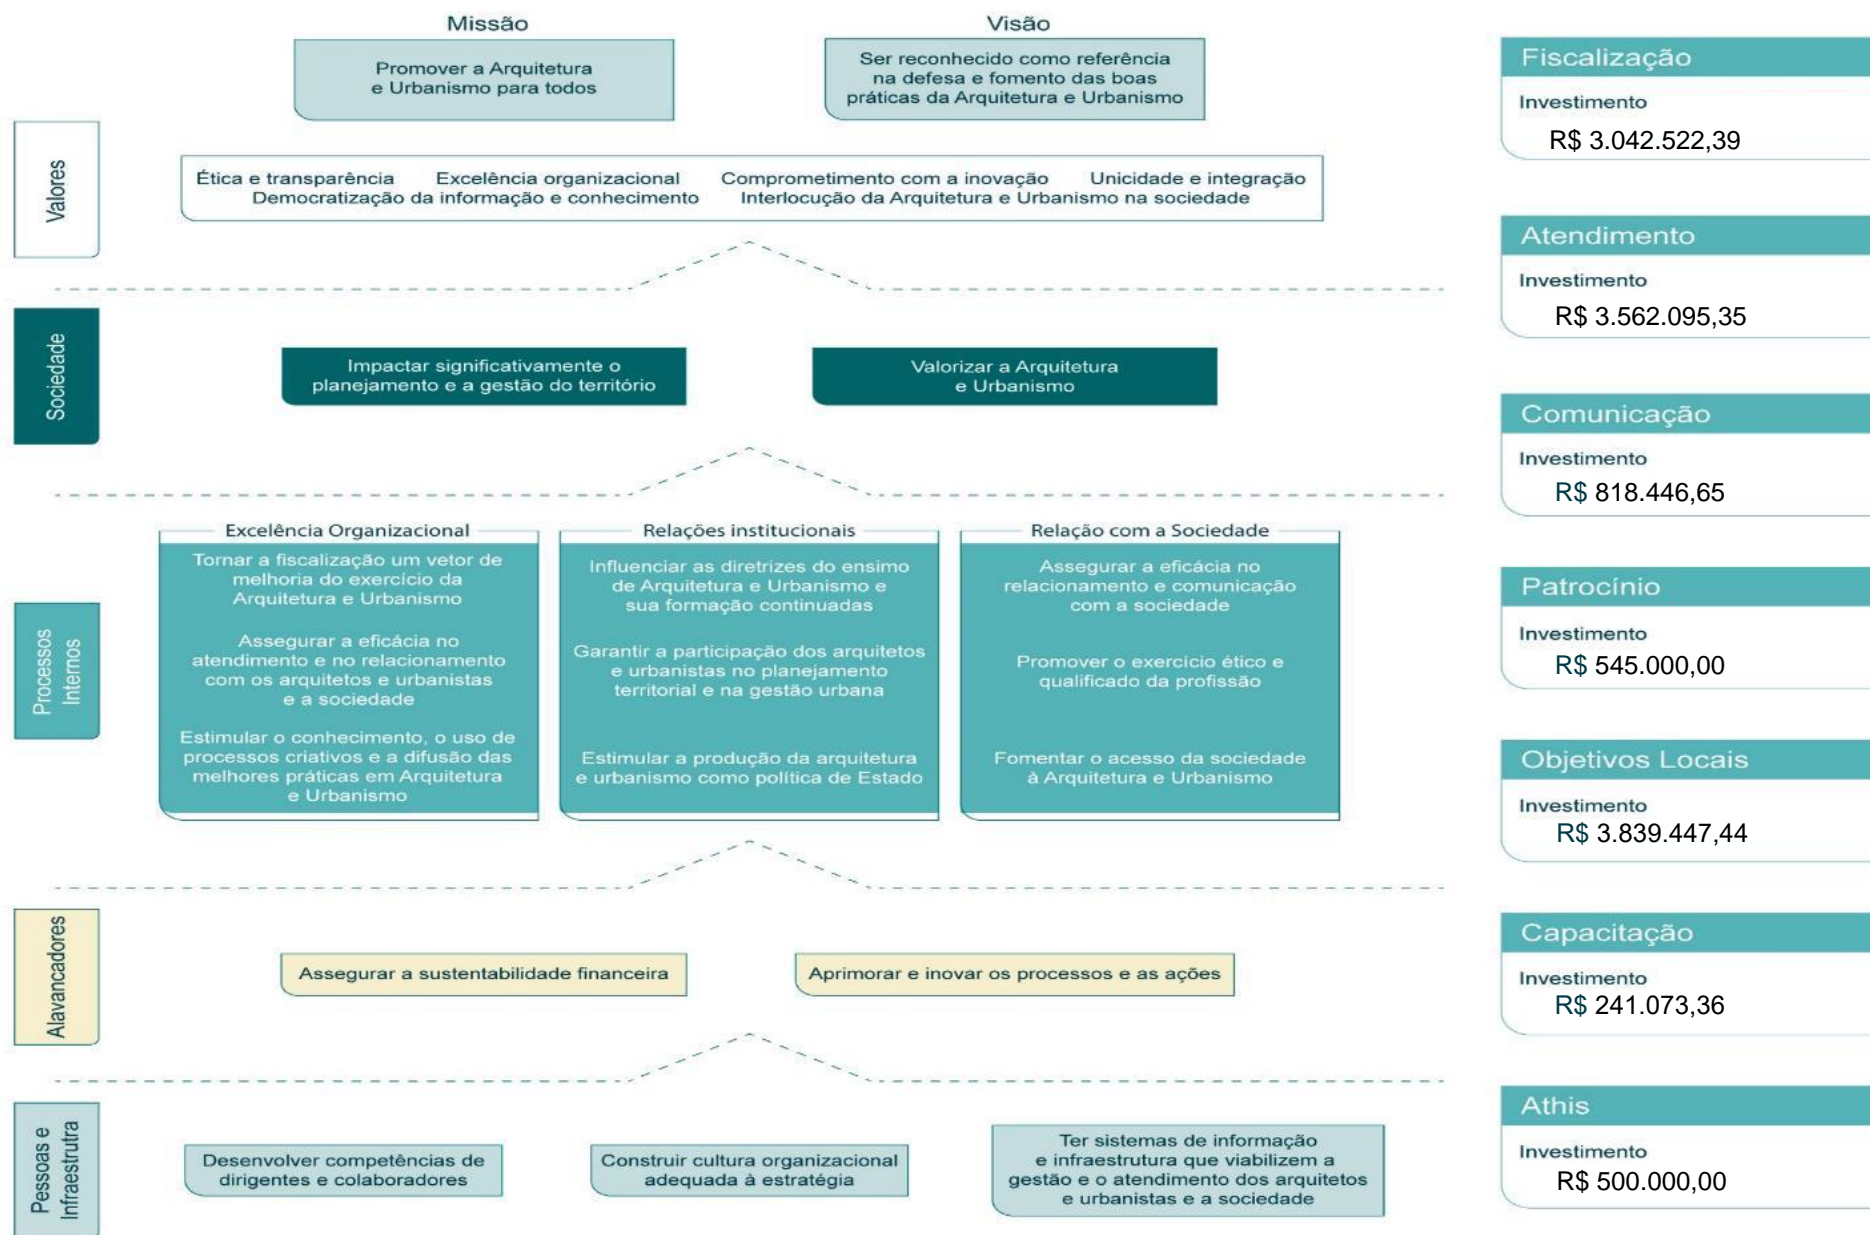 Missão
Promover a Arquitetura
e Urbanismo para todos
Visão
Ser reconhecido como referência
na defesa e fomento das boas
práticas da Arquitetura e Urbanismo
Valores
Ética e transparência Excelência organizacional Comprometimento com a inovação Unicidade e integração
Democratização da informação e conhecimento Interlocução da Arquitetura e Urbanismo na sociedade
Sociedade
Impactar significativamente o
planejamento e a gestão do território
Valorizar a Arquitetura
e Urbanismo
Processos
Internos
Excelência Organizacional
Tornar a fiscalização um vetor de
melhoria do exercício da
Arquitetura e Urbanismo
Assegurar a eficácia no
atendimento e no relacionamento
com os arquitetos e urbanistas
e a sociedade
Estimular o conhecimento, o uso de
processos criativos e a difusão das
melhores práticas em Arquitetura
e Urbanismo
Relações institucionais
Influenciar as diretrizes do ensimo
de Arquitetura e Urbanismo e
sua formação continuadas
Garantir a participação dos arquitetos
e urbanistas no planejamento
territorial e na gestão urbana
Estimular a produção da arquitetura
e urbanismo como política de Estado
Relação com a Sociedade
Assegurar a eficácia no
relacionamento e comunicação
com a sociedade
Promover o exercício ético e
qualificado da profissão
Fomentar o acesso da sociedade
à Arquitetura e Urbanismo
Alavancadores
Assegurar a sustentabilidade financeira
Aprimorar e inovar os processos e as ações
Pessoas e
Infraestrutra
Desenvolver competências de
dirigentes e colaboradores
Construir cultura organizacional
adequada à estratégia
Ter sistemas de informação
e infraestrutura que viabilizem a
gestão e o atendimento dos arquitetos
e urbanistas e a sociedade
Fiscalização
Investimento
R$ 3.042.522,39
Atendimento
Investimento
R$ 3.562.095,35
Comunicação
Investimento
R$ 818.446,65
Patrocínio
Investimento
R$ 545.000,00
Objetivos Locais
Investimento
R$ 3.839.447,44
Capacitação
Investimento
R$ 241.073,36
Athis
Investimento
R$ 500.000,00